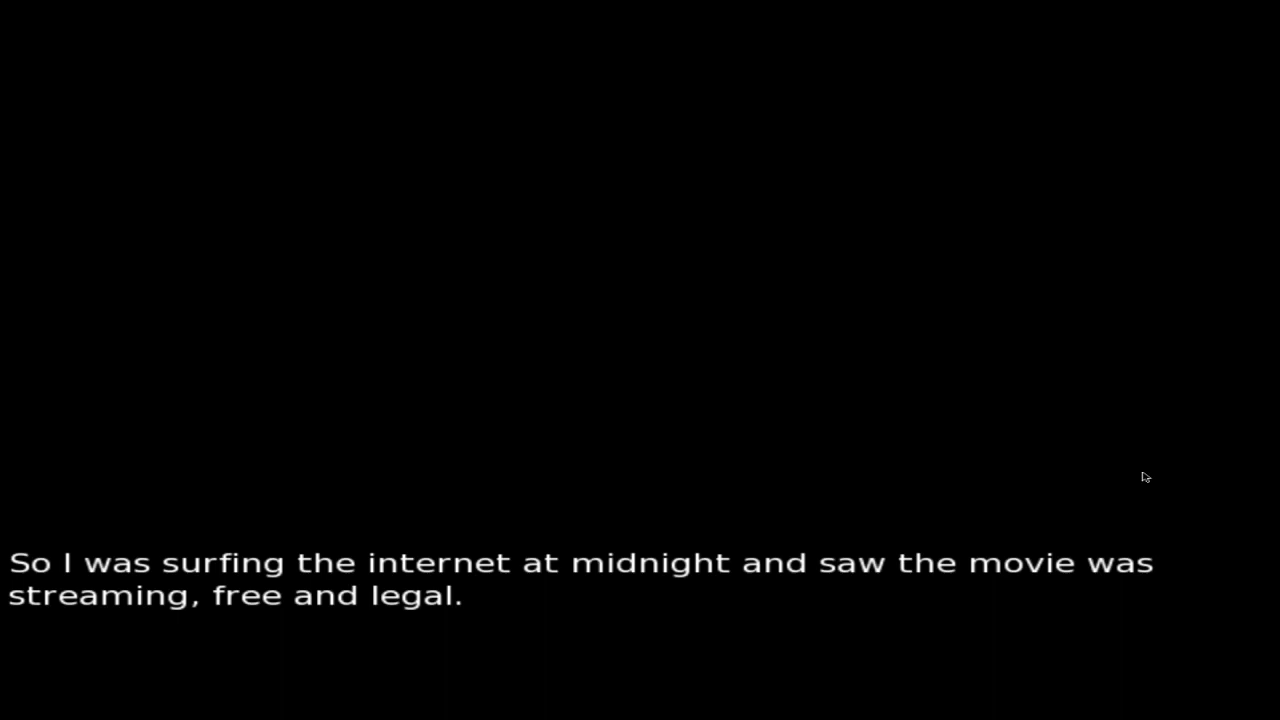 So I was surfing the internet at midnight and saw the movie was
streaming, free and legal.